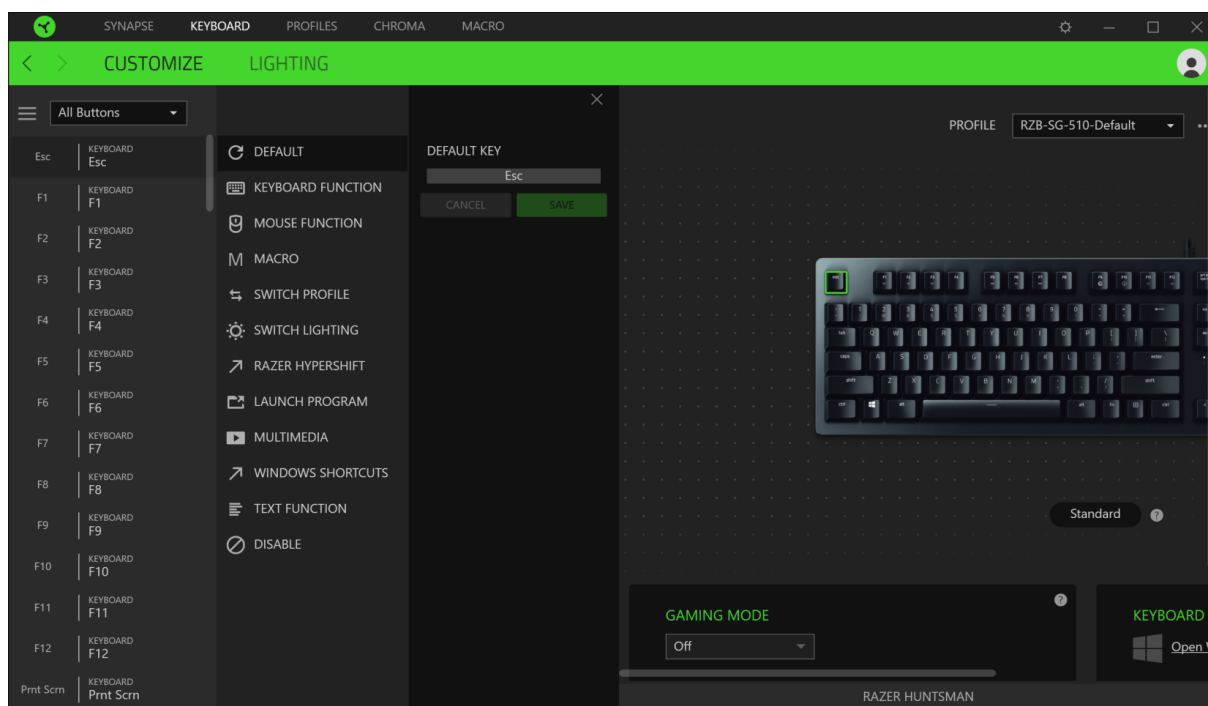 SYNAPSE KEYBOARD PROFILES CHROMA MACRO
CUSTOMIZE LIGHTING
All Buttons
PROFILE RZB-SG-510-Default
Esc KEYBOARD
Esc
F1 KEYBOARD
F1
F2 KEYBOARD
F2
F3 KEYBOARD
F3
F4 KEYBOARD
F4
F5 KEYBOARD
F5
F6 KEYBOARD
F6
F7 KEYBOARD
F7
F8 KEYBOARD
F8
F9 KEYBOARD
F9
F10 KEYBOARD
F10
F11 KEYBOARD
F11
F12 KEYBOARD
F12
Prnt Scrn KEYBOARD
Prnt Scrn
DEFAULT
KEYBOARD FUNCTION
MOUSE FUNCTION
MACRO
SWITCH PROFILE
SWITCH LIGHTING
RAZER HYPERSHIFT
LAUNCH PROGRAM
MULTIMEDIA
WINDOWS SHORTCUTS
TEXT FUNCTION
DISABLE
DEFAULT KEY
Esc
CANCEL SAVE
Standard
GAMING MODE
Off
KEYBOARD
Open
RAZER HUNTSMAN